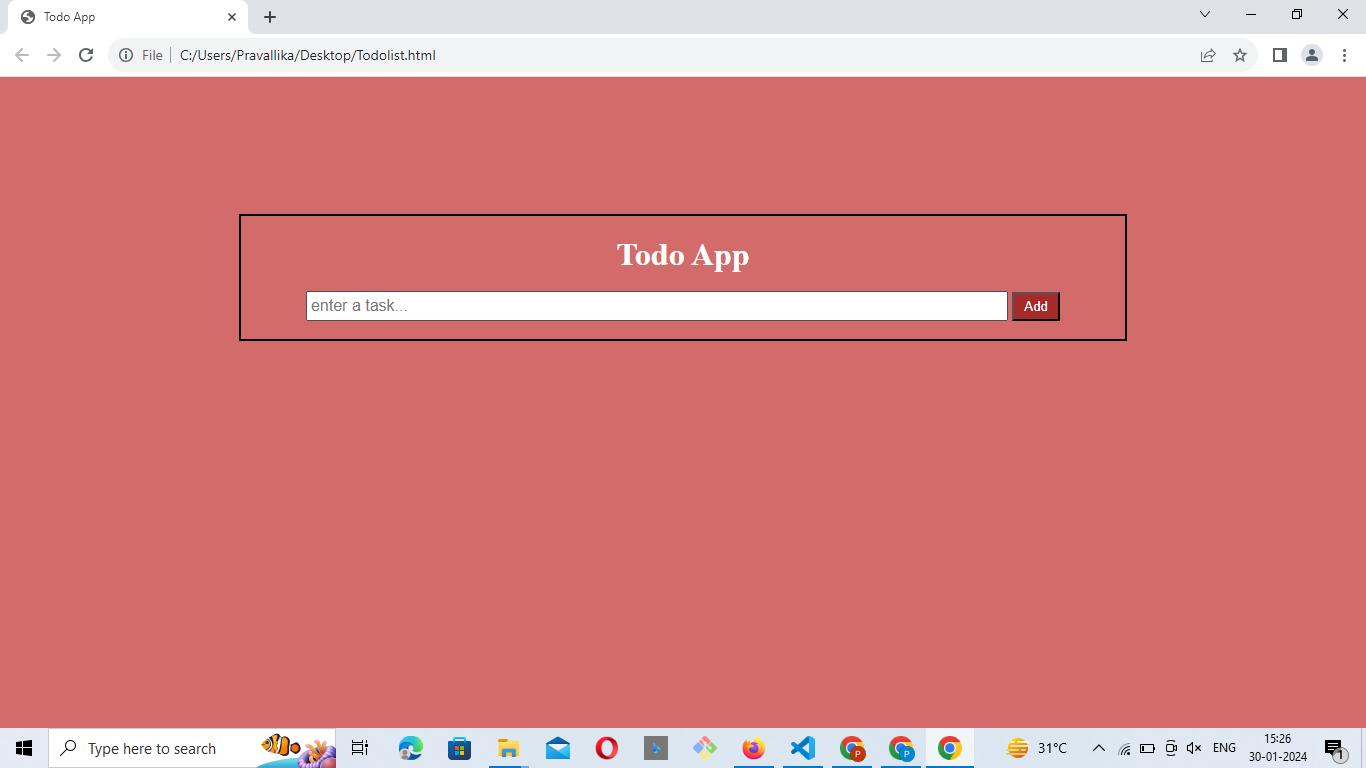 Todo App
File
C:/Users/Pravallika/Desktop/Todolist.html
Todo App
enter a task...
Add
Type here to search
P
P
31°C
ENG
15:26
30-01-2024
1